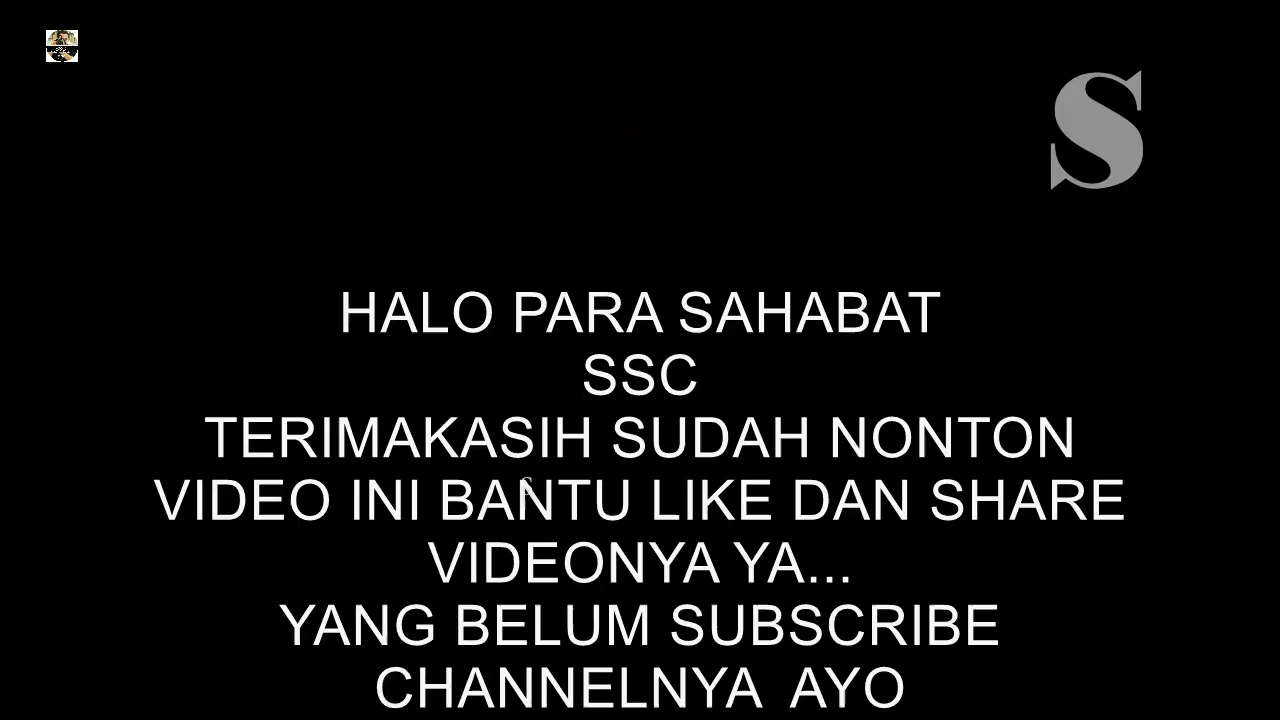 S
HALO PARA SAHABAT
SSC
TERIMAKASIH SUDAH NONTON
VIDEO INI BANTU LIKE DAN SHARE
VIDEONYA YA...
YANG BELUM SUBSCRIBE
CHANNELNYA AYO